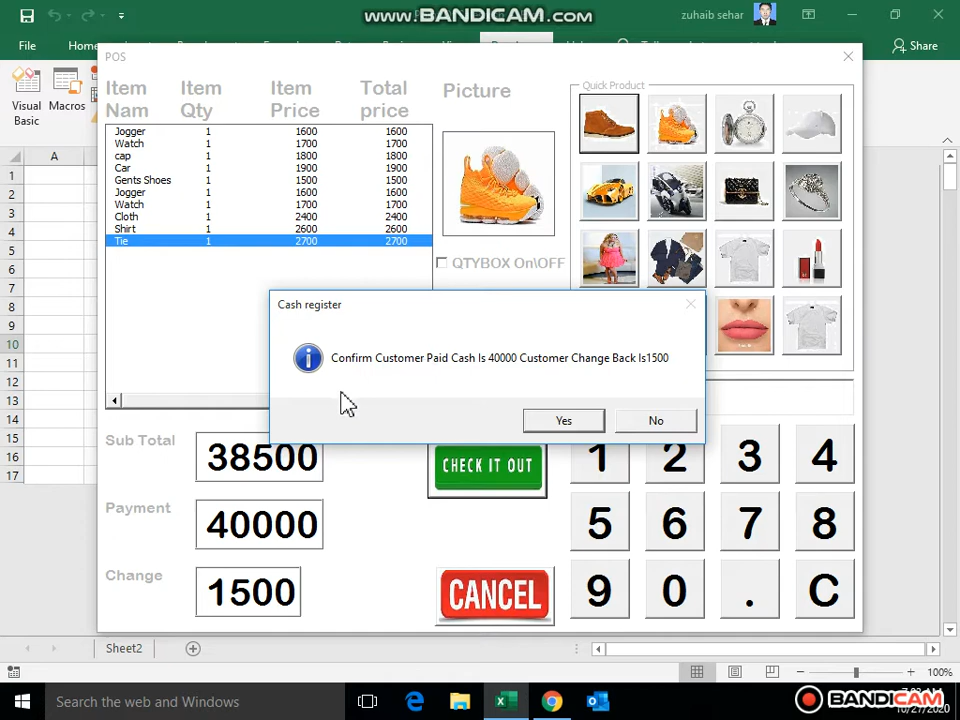 www.BANDICAM.com
zuhaib sehar
File
Home
Share
Visual Basic
Macros
POS
Item Nam Item Qty Item Price Total price
Picture
Quick Product
Jogger 1 1600 1600
Watch 1 1700 1700
cap 1 1800 1800
Car 1 1900 1900
Gents Shoes 1 1500 1500
Jogger 1 1600 1600
Watch 1 1700 1700
Cloth 1 2400 2400
Shirt 1 2600 2600
Tie 1 2700 2700
QTYBOX On\OFF
A
1
2
3
4
5
6
7
8
9
10
11
12
13
14
15
16
17
Cash register
Confirm Customer Paid Cash Is 40000 Customer Change Back Is1500
Yes No
Sub Total 38500
Payment 40000
Change 1500
CHECK IT OUT
CANCEL
1 2 3 4
5 6 7 8
9 0 . C
Sheet2
100%
Search the web and Windows
10/27/2020
BANDICAM